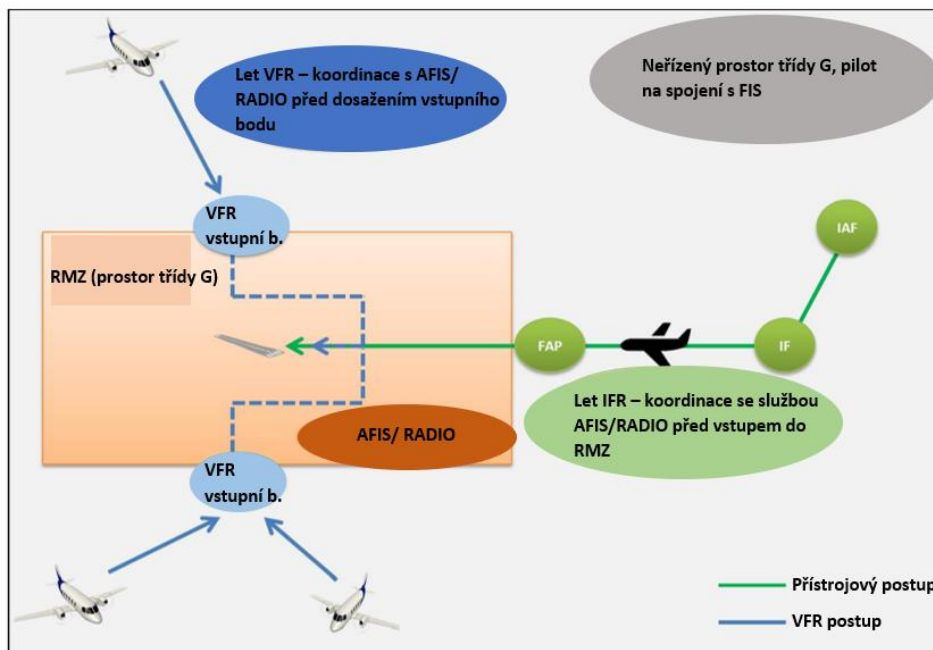 Let VFR – koordinace s AFIS/
RADIO před dosažením vstupního
bodu
Neřízený prostor třídy G, pilot
na spojení s FIS
VFR
vstupní b.
IAF
RMZ (prostor třídy G)
FAP
IF
Let IFR – koordinace se službou
AFIS/RADIO před vstupem do
RMZ
AFIS/ RADIO
VFR
vstupní b.
Přístrojový postup
VFR postup